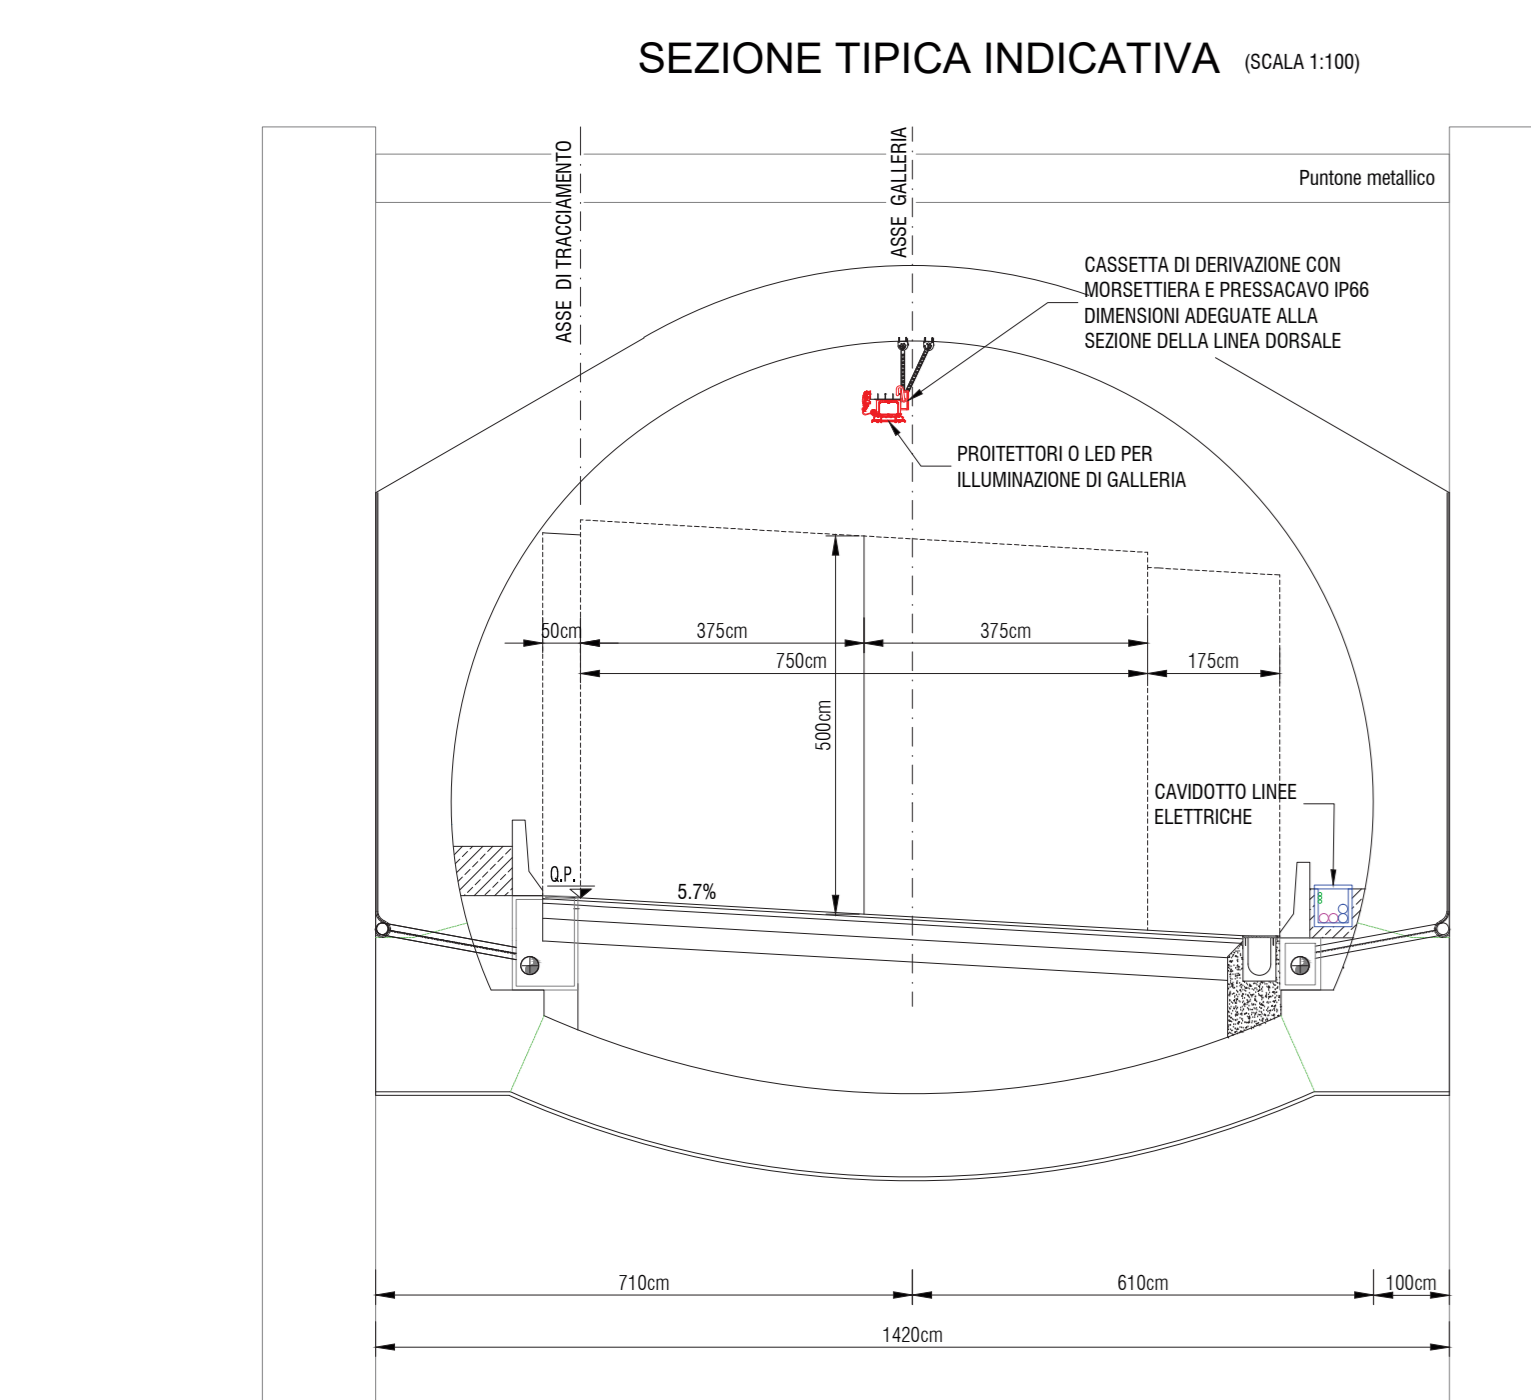 SEZIONE TIPICA INDICATIVA (SCALA 1:100)
ASSE DI TRACCIAMENTO
ASSE GALLERIA
Puntone metallico
CASSETTA DI DERIVAZIONE CON
MORSETTIERA E PRESSACAVO IP66
DIMENSIONI ADEGUATE ALLA
SEZIONE DELLA LINEA DORSALE
PROITETTORI O LED PER
ILLUMINAZIONE DI GALLERIA
50cm
375cm
375cm
750cm
175cm
500cm
CAVIDOTTO LINEE
ELETTRICHE
Q.P.
5.7%
710cm
610cm
100cm
1420cm